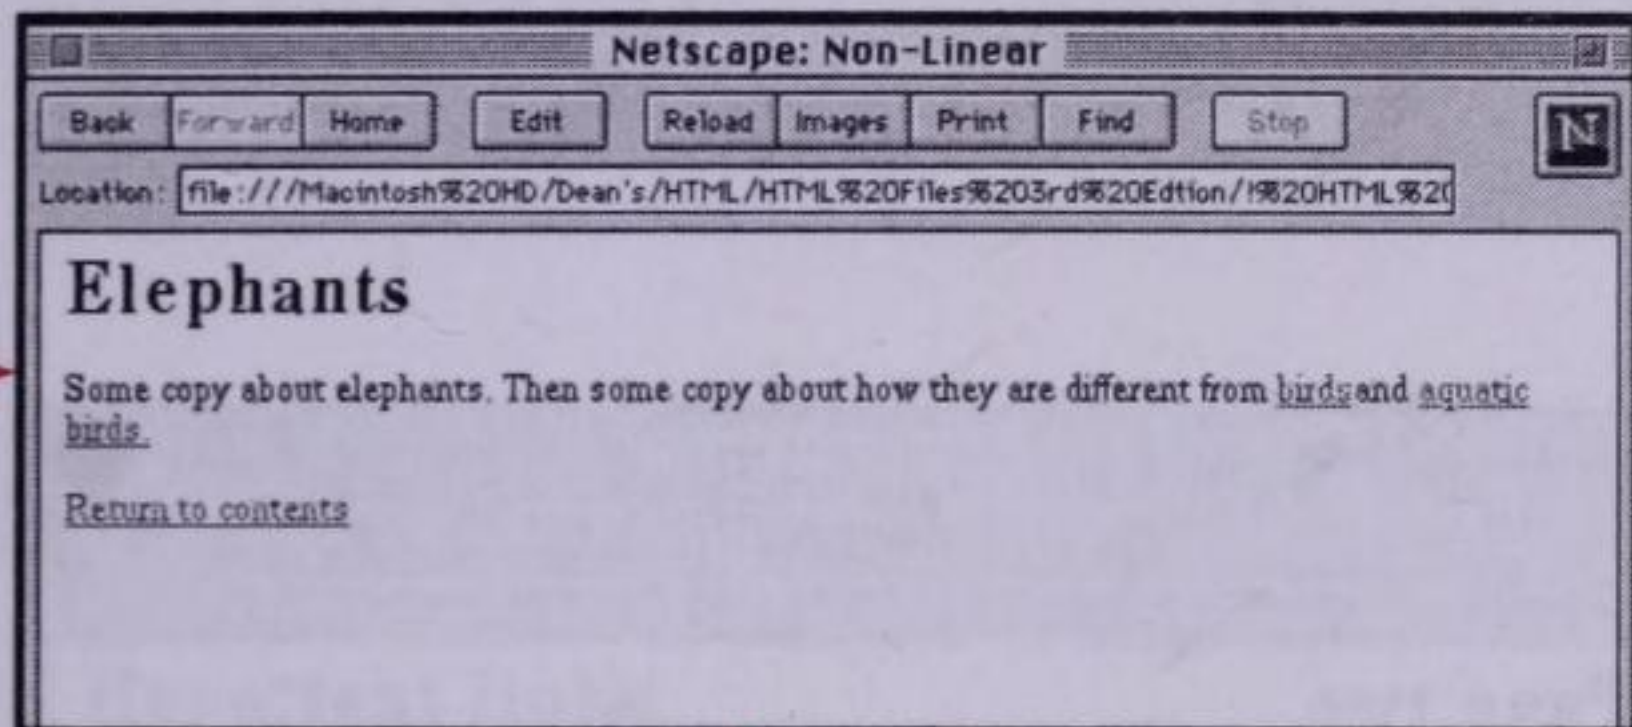 Netscape: Non-Linear
Back Forward Home Edit Reload Images Print Find Stop N
Location: file:///Macintosh%20HD/Dean's/HTML/HTML%20Files%203rd%20Edtion/!%20HTML%20
Elephants
Some copy about elephants. Then some copy about how they are different from birdsand aquatic
birds.
Return to contents